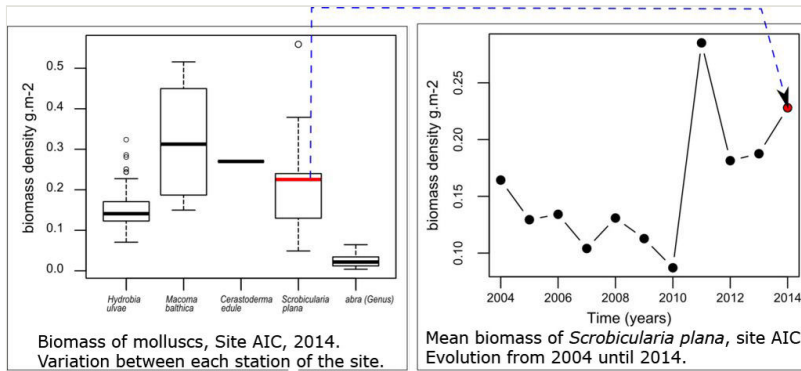 biomass density g.m-2
0.5
0.4
0.3
0.2
0.1
0.0
Hydrobia
ulvae
Macoma
balthica
Cerastoderma
edule
Scrobicularia
plana
abra (Genus)
Biomass of molluscs, Site AIC, 2014.
Variation between each station of the site.
biomass density g.m-2
0.25
0.20
0.15
0.10
2004 2006 2008 2010 2012 2014
Time (years)
Mean biomass of Scrobicularia plana, site AIC
Evolution from 2004 until 2014.